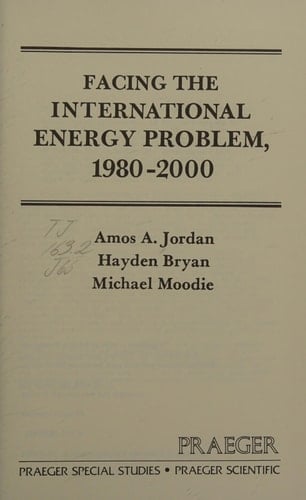 FACING THE
INTERNATIONAL
ENERGY PROBLEM,
1980-2000
Amos A. Jordan
Hayden Bryan
Michael Moodie
TJ
163.2
J65
PRAEGER
PRAEGER SPECIAL STUDIES • PRAEGER SCIENTIFIC